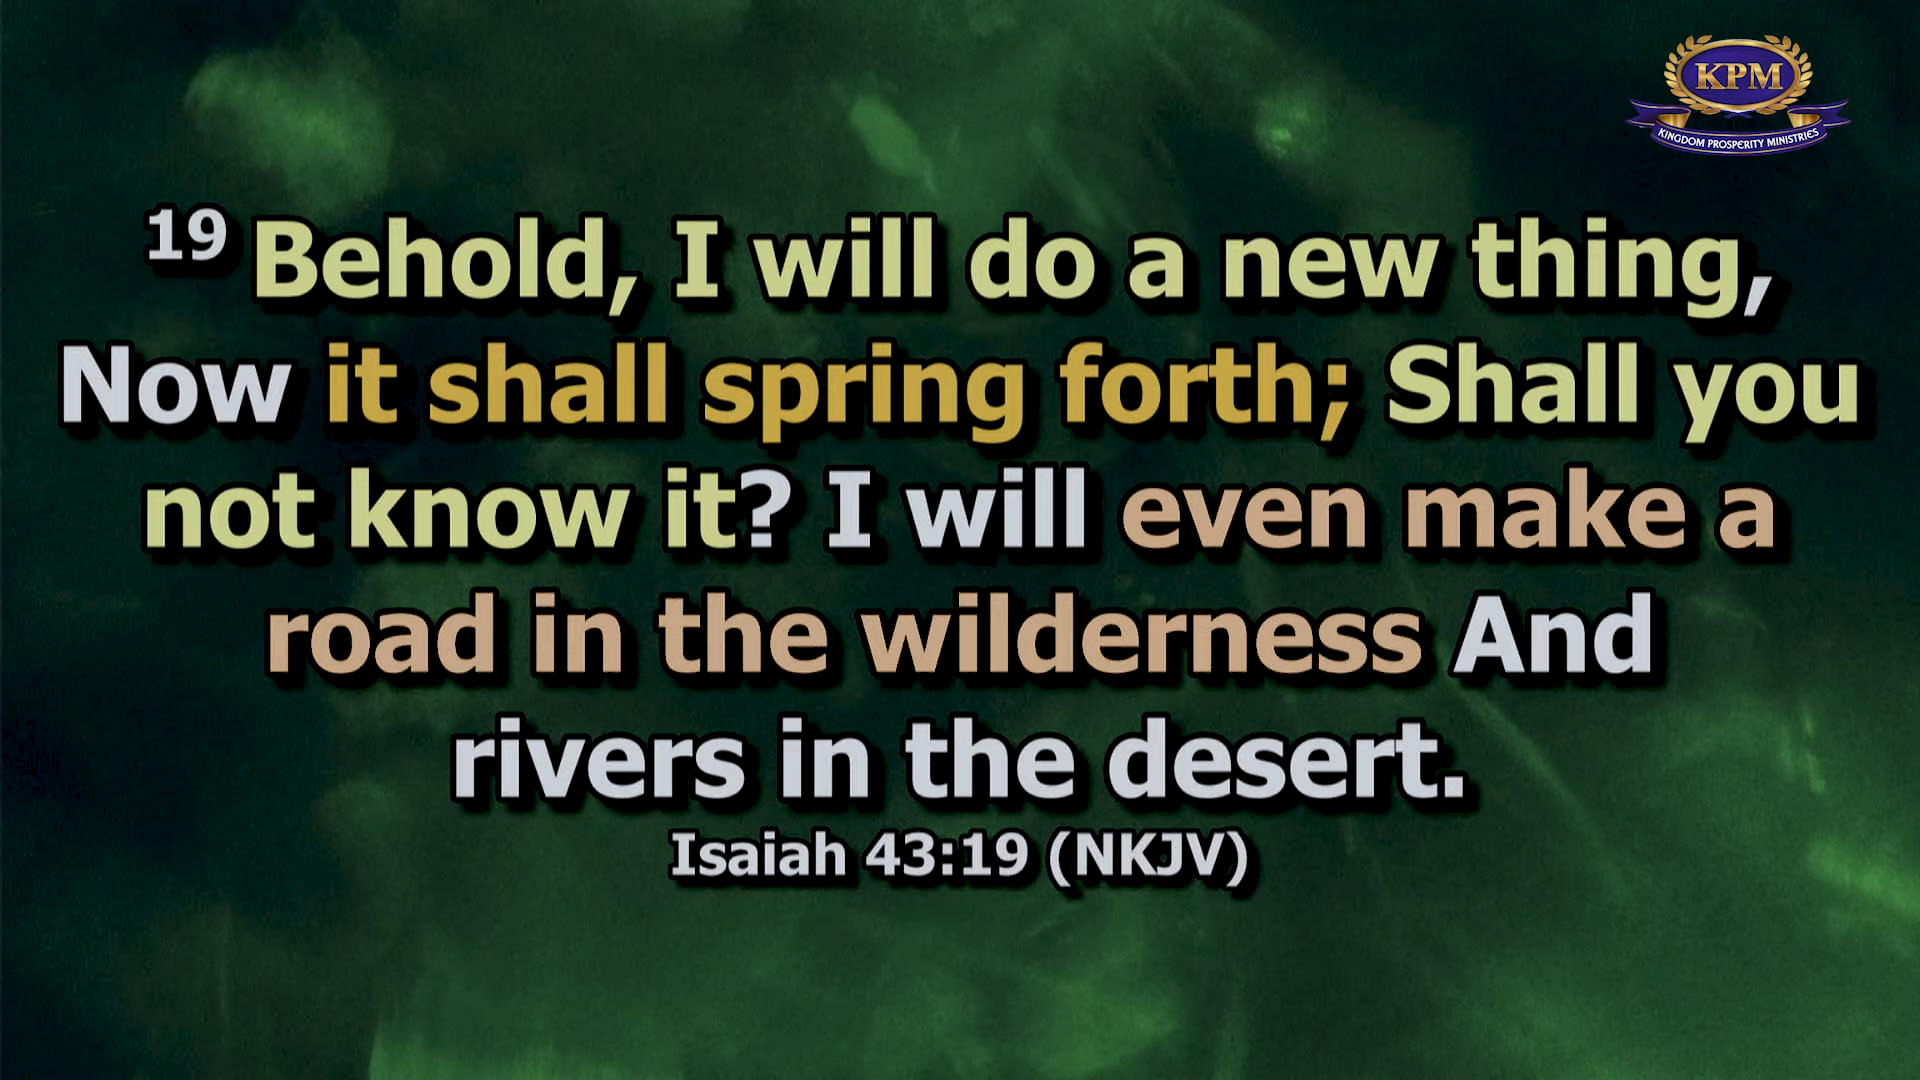 KPM
KINGDOM PROSPERITY MINISTRIES
19 Behold, I will do a new thing,
Now it shall spring forth; Shall you
not know it? I will even make a
road in the wilderness And
rivers in the desert.
Isaiah 43:19 (NKJV)